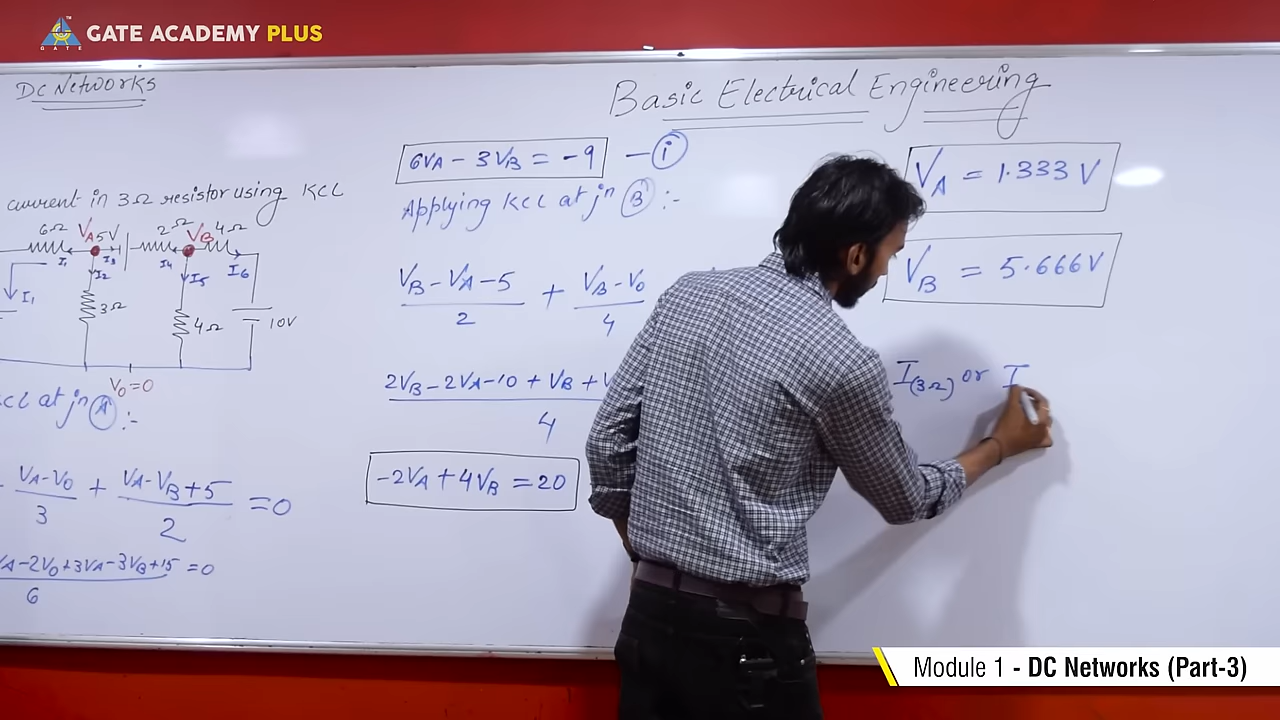 GATE ACADEMY PLUS
GATE
DC Networks
current in 3Ω resistor using KCL
6Ω VA 5V 2Ω VB 4Ω
I1 I3 I4 I6
I2 I5
I1 3Ω 4Ω 10V
V0=0
KCL at jn A :-
VA-V0 / 3 + VA-VB+5 / 2 = 0
VA-2V0+3VA-3VB+15 / 6 = 0
Basic Electrical Engineering
6VA - 3VB = -9 - i
Applying KCL at jn B :-
VB-VA-5 / 2 + VB-V0 / 4
2VB-2VA-10+VB+V / 4
-2VA+4VB=20
VA = 1.333 V
VB = 5.666V
I(3Ω) or I
Module 1 - DC Networks (Part-3)